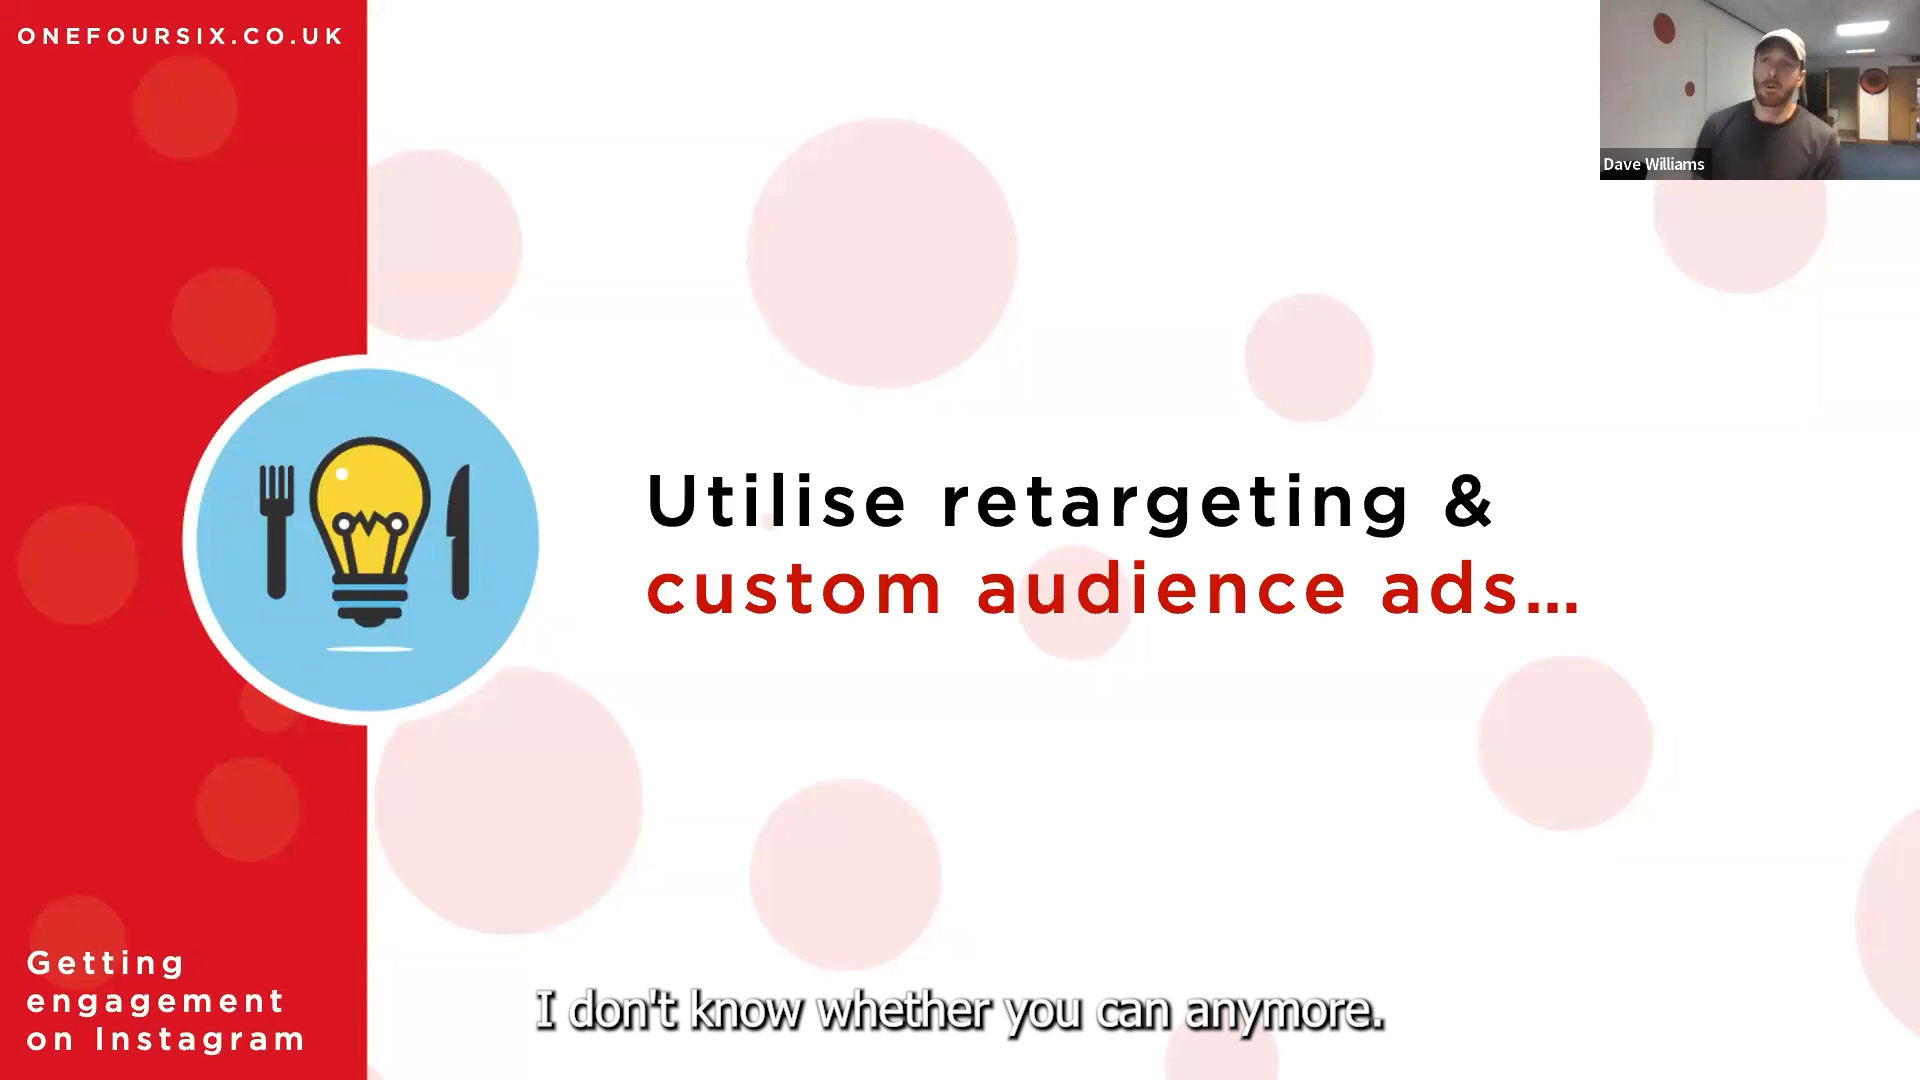 ONEFOURSIX.CO.UK
Dave Williams
Utilise retargeting &
custom audience ads...
Getting
engagement
on Instagram
I don't know whether you can anymore.